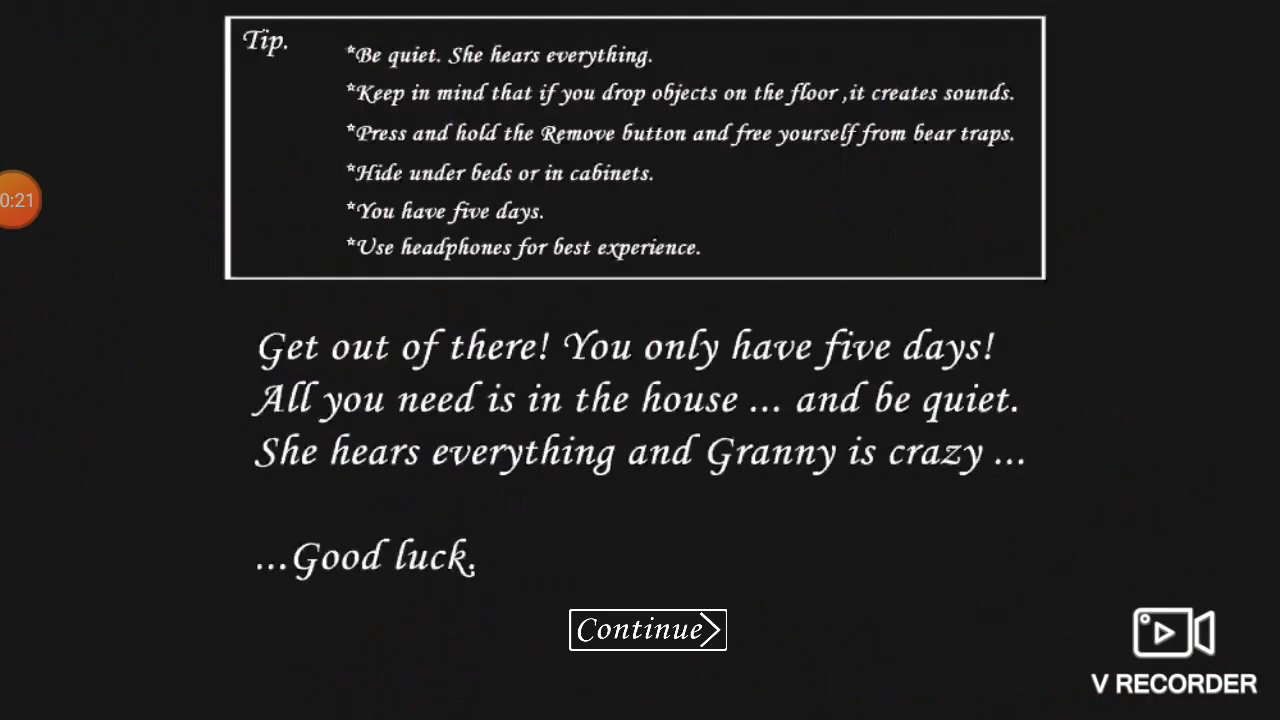 Tip.
*Be quiet. She hears everything.
*Keep in mind that if you drop objects on the floor ,it creates sounds.
*Press and hold the Remove button and free yourself from bear traps.
*Hide under beds or in cabinets.
*You have five days.
*Use headphones for best experience.
0:21
Get out of there! You only have five days!
All you need is in the house ... and be quiet.
She hears everything and Granny is crazy ...
...Good luck.
Continue
V RECORDER